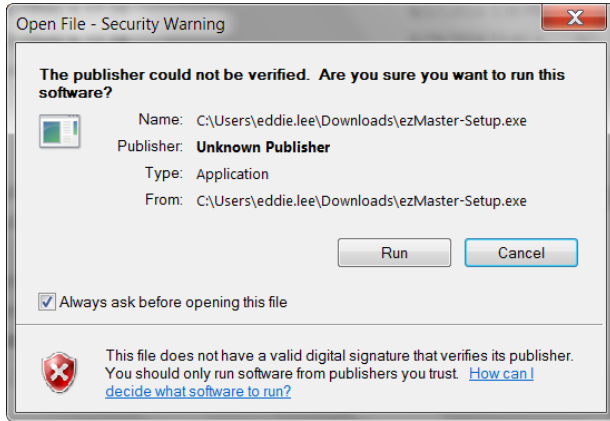 Open File - Security Warning
The publisher could not be verified.  Are you sure you want to run this
software?
Name: C:\Users\eddie.lee\Downloads\ezMaster-Setup.exe
Publisher: Unknown Publisher
Type: Application
From: C:\Users\eddie.lee\Downloads\ezMaster-Setup.exe
Run Cancel
Always ask before opening this file
This file does not have a valid digital signature that verifies its publisher.
You should only run software from publishers you trust. How can I
decide what software to run?